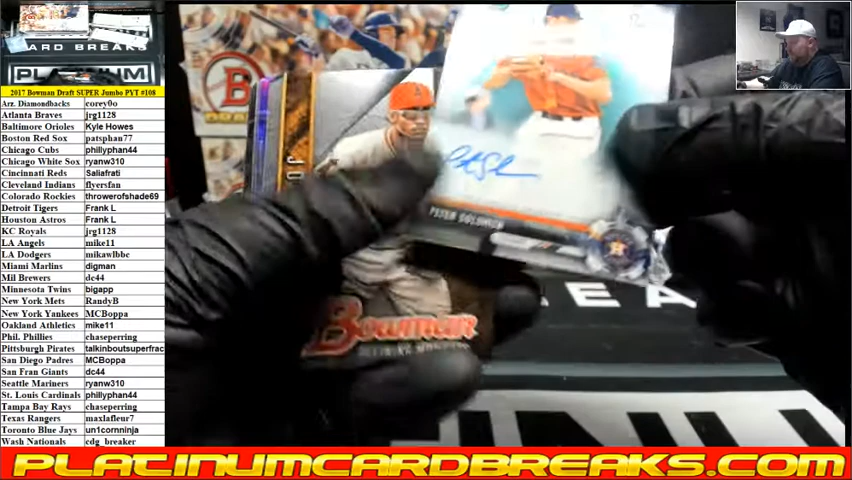 CARD BREAKS
PLATINUM
2017 Bowman Draft SUPER Jumbo PYT #108
Arz. Diamondbacks corey9o
Atlanta Braves jrg1128
Baltimore Orioles Kyle Howes
Boston Red Sox patsphan77
Chicago Cubs phillyphan44
Chicago White Sox ryanw310
Cincinnati Reds Saliafrati
Cleveland Indians flyersfan
Colorado Rockies throwerofshade69
Detroit Tigers Frank L
Houston Astros Frank L
KC Royals jrg1128
LA Angels mike11
LA Dodgers mikawlbbc
Miami Marlins digman
Mil Brewers dc44
Minnesota Twins bigapp
New York Mets RandyB
New York Yankees MCBoppa
Oakland Athletics mike11
Phil. Phillies chaseperring
Pittsburgh Pirates talkinboutsuperfrac
San Diego Padres MCBoppa
San Fran Giants dc44
Seattle Mariners ryanw310
St. Louis Cardinals phillyphan44
Tampa Bay Rays chaseperring
Texas Rangers maxlafleur7
Toronto Blue Jays un1cornninja
Wash Nationals cdg_breaker
B
JO
PETER SOLOMON
Bowman
PLATINUMCARDBREAKS.COM